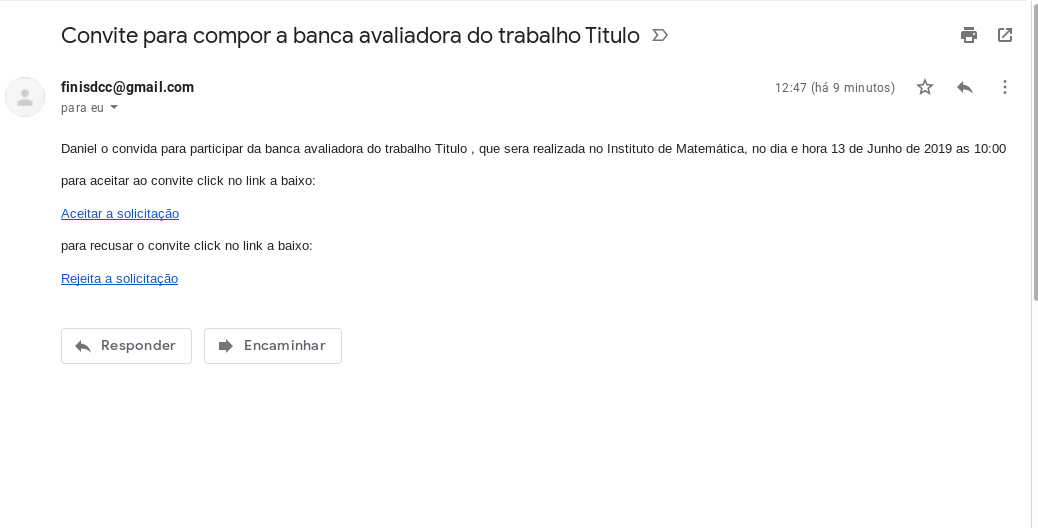 Convite para compor a banca avaliadora do trabalho Titulo
finisdcc@gmail.com
12:47 (há 9 minutos)
para eu
Daniel o convida para participar da banca avaliadora do trabalho Titulo , que sera realizada no Instituto de Matemática, no dia e hora 13 de Junho de 2019 as 10:00
para aceitar ao convite click no link a baixo:
Aceitar a solicitação
para recusar o convite click no link a baixo:
Rejeita a solicitação
Responder
Encaminhar